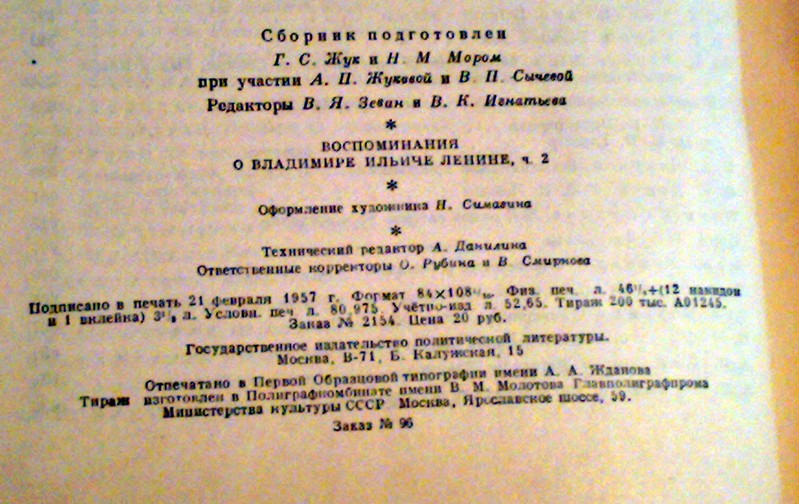 Сборник подготовлен
Г. С. Жук и Н. М. Мором
при участии А. П. Жуковой и В. П. Сычевой
Редакторы В. Я. Зеван и В. К. Игнатьева
*
ВОСПОМИНАНИЯ
О ВЛАДИМИРЕ ИЛЬИЧЕ ЛЕНИНЕ, ч. 2
*
Оформление художника Н. Симагина
*
Технический редактор А. Данилина
Ответственные корректоры О. Рубина и В. Смирнова
Подписано в печать 21 февраля 1957 г. Формат 84×108 Физ. печ. л. +(12 накидов
и 1 вклейка) л. Условн. печ. л. 80,975. Учётно-изд л. 52,65. Тираж 200 тыс. А01245.
Заказ № 2154. Цена 20 руб.
Государственное издательство политической литературы.
Москва, В-71, Б. Калужская, 15
Отпечатано в Первой Образцовой типографии имени А. А. Жданова
Тираж изготовлен в Полиграфкомбинате имени В. М. Молотова Главполиграфпрома
Министерства культуры СССР Москва, Ярославское шоссе, 59.
Заказ № 96